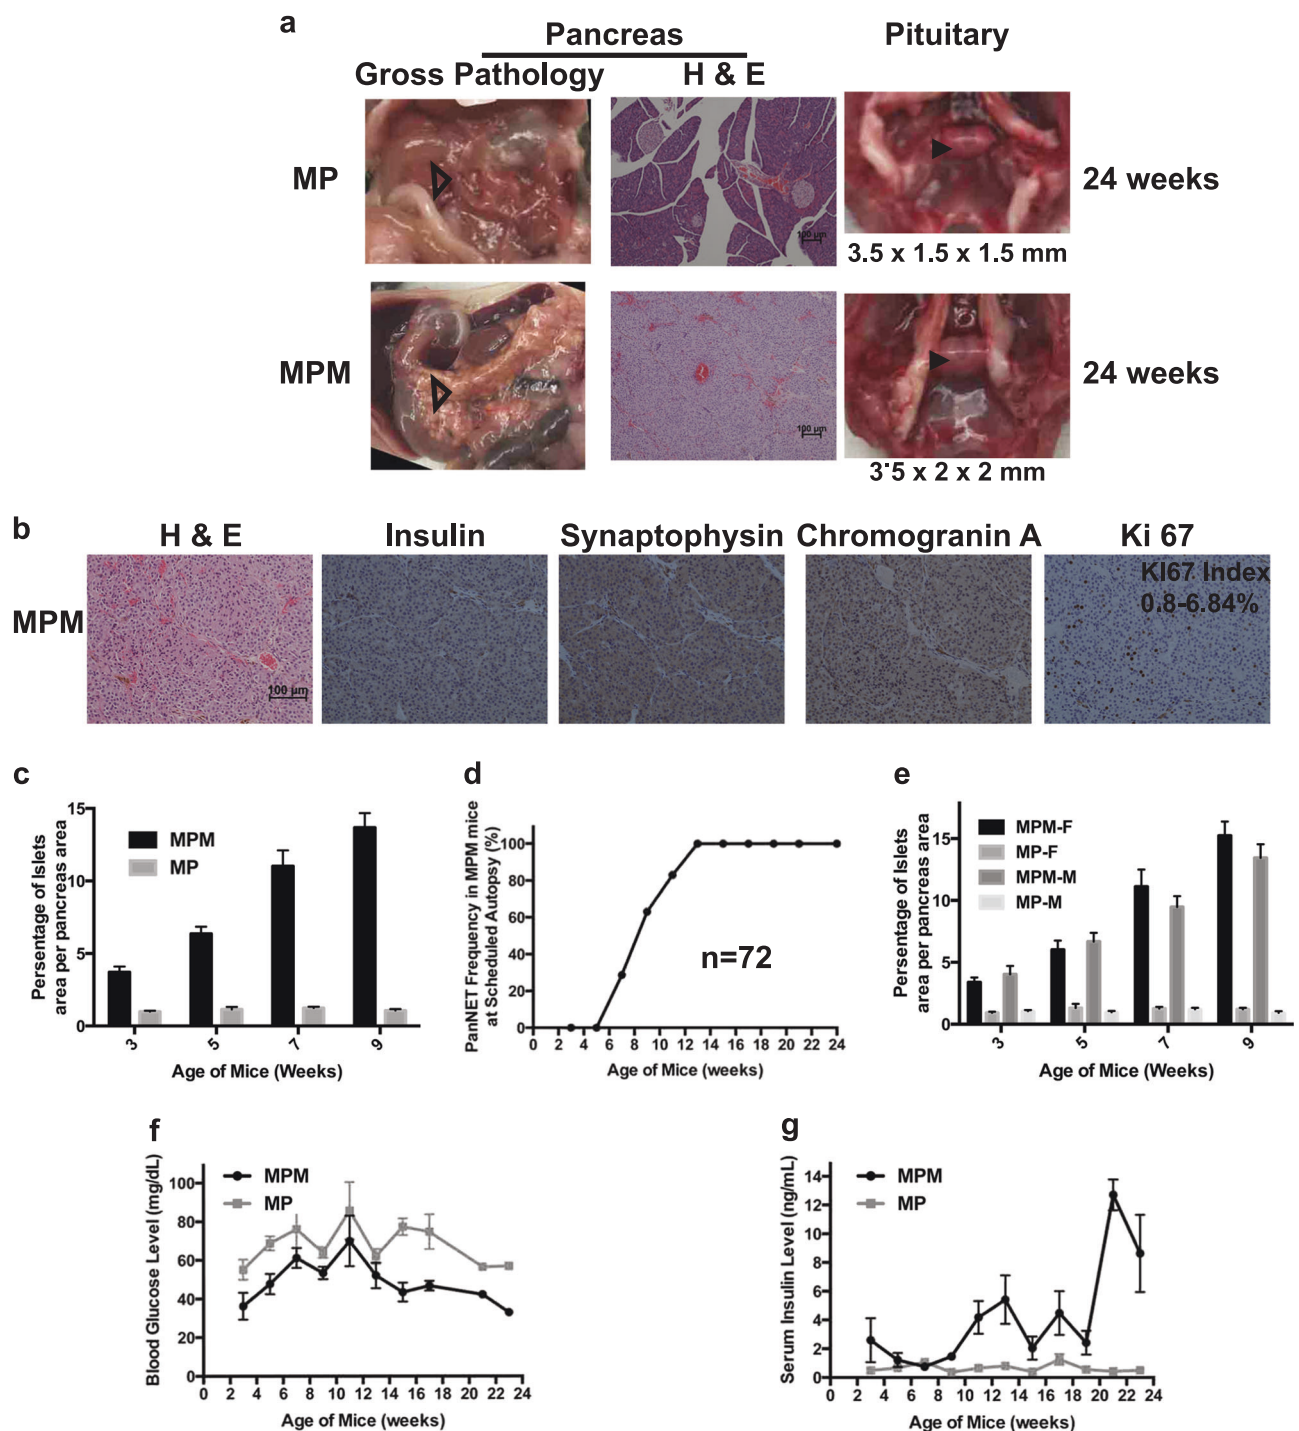 a
Pancreas
Pituitary
Gross Pathology
H & E
MP
100 µm
24 weeks
3.5 x 1.5 x 1.5 mm
MPM
100 µm
24 weeks
3.5 x 2 x 2 mm
b
H & E
Insulin
Synaptophysin
Chromogranin A
Ki 67
MPM
100 µm
KI67 Index
0.8-6.84%
c
Persentage of Islets
area per pancreas area
15
10
5
0
MPM
MP
3
5
7
9
Age of Mice (Weeks)
d
PanNET Frequency in MPM mice
at Scheduled Autopsy (%)
100
80
60
40
20
0
n=72
0 2 4 6 8 10 12 14 16 18 20 22 24
Age of Mice (weeks)
e
Persentage of Islets
area per pancreas area
15
10
5
0
MPM-F
MP-F
MPM-M
MP-M
3
5
7
9
Age of Mice (Weeks)
f
Blood Glucose Level (mg/dL)
100
80
60
40
20
0
MPM
MP
0 2 4 6 8 10 12 14 16 18 20 22 24
Age of Mice (weeks)
g
Serum Insulin Level (ng/mL)
14
12
10
8
6
4
2
0
MPM
MP
0 2 4 6 8 10 12 14 16 18 20 22 24
Age of Mice (weeks)